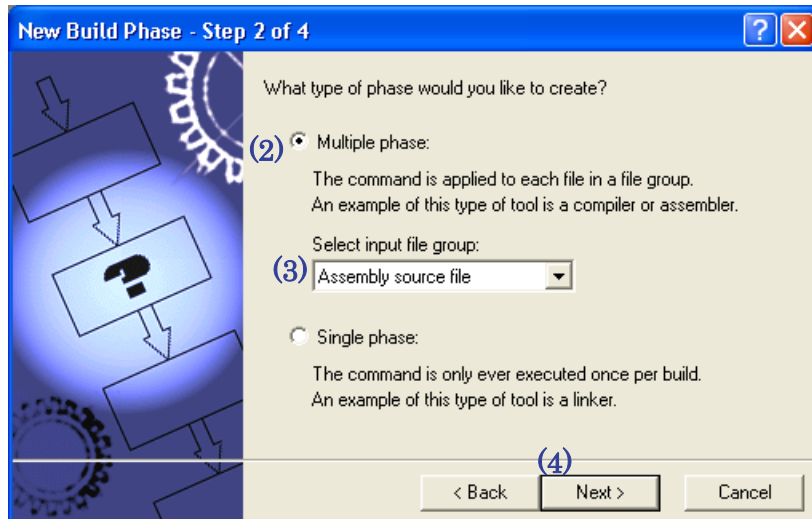 New Build Phase - Step 2 of 4
?
What type of phase would you like to create?
(2) Multiple phase:
The command is applied to each file in a file group.
An example of this type of tool is a compiler or assembler.
Select input file group:
(3) Assembly source file
Single phase:
The command is only ever executed once per build.
An example of this type of tool is a linker.
(4)
< Back Next > Cancel